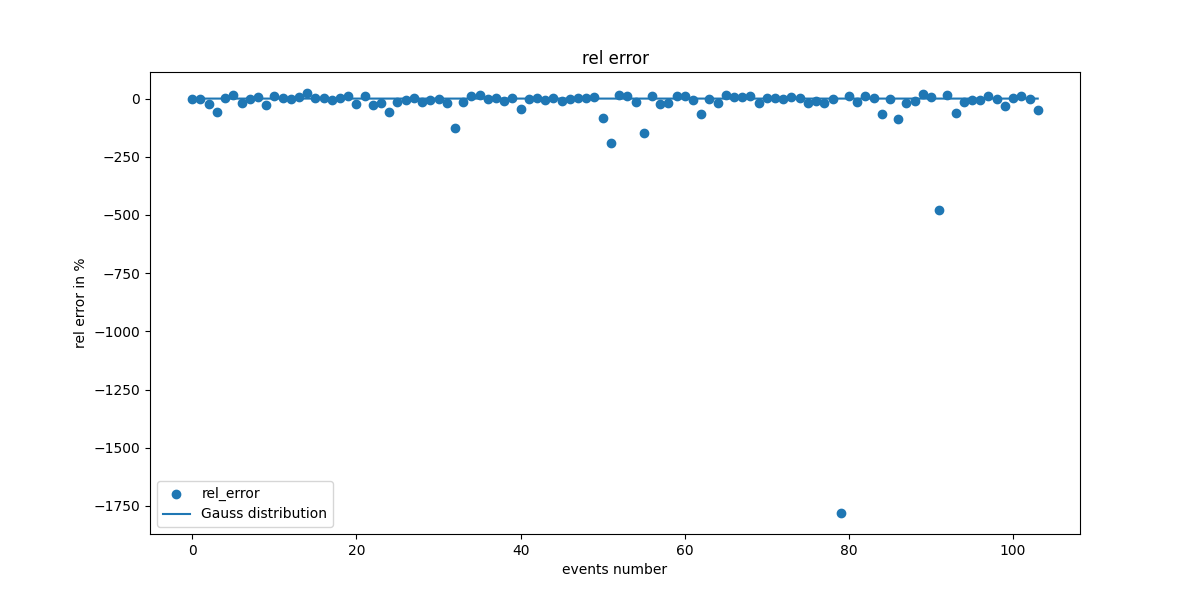 rel error
rel error in %
0
−250
−500
−750
−1000
−1250
−1500
−1750
rel_error
Gauss distribution
0 20 40 60 80 100
events number